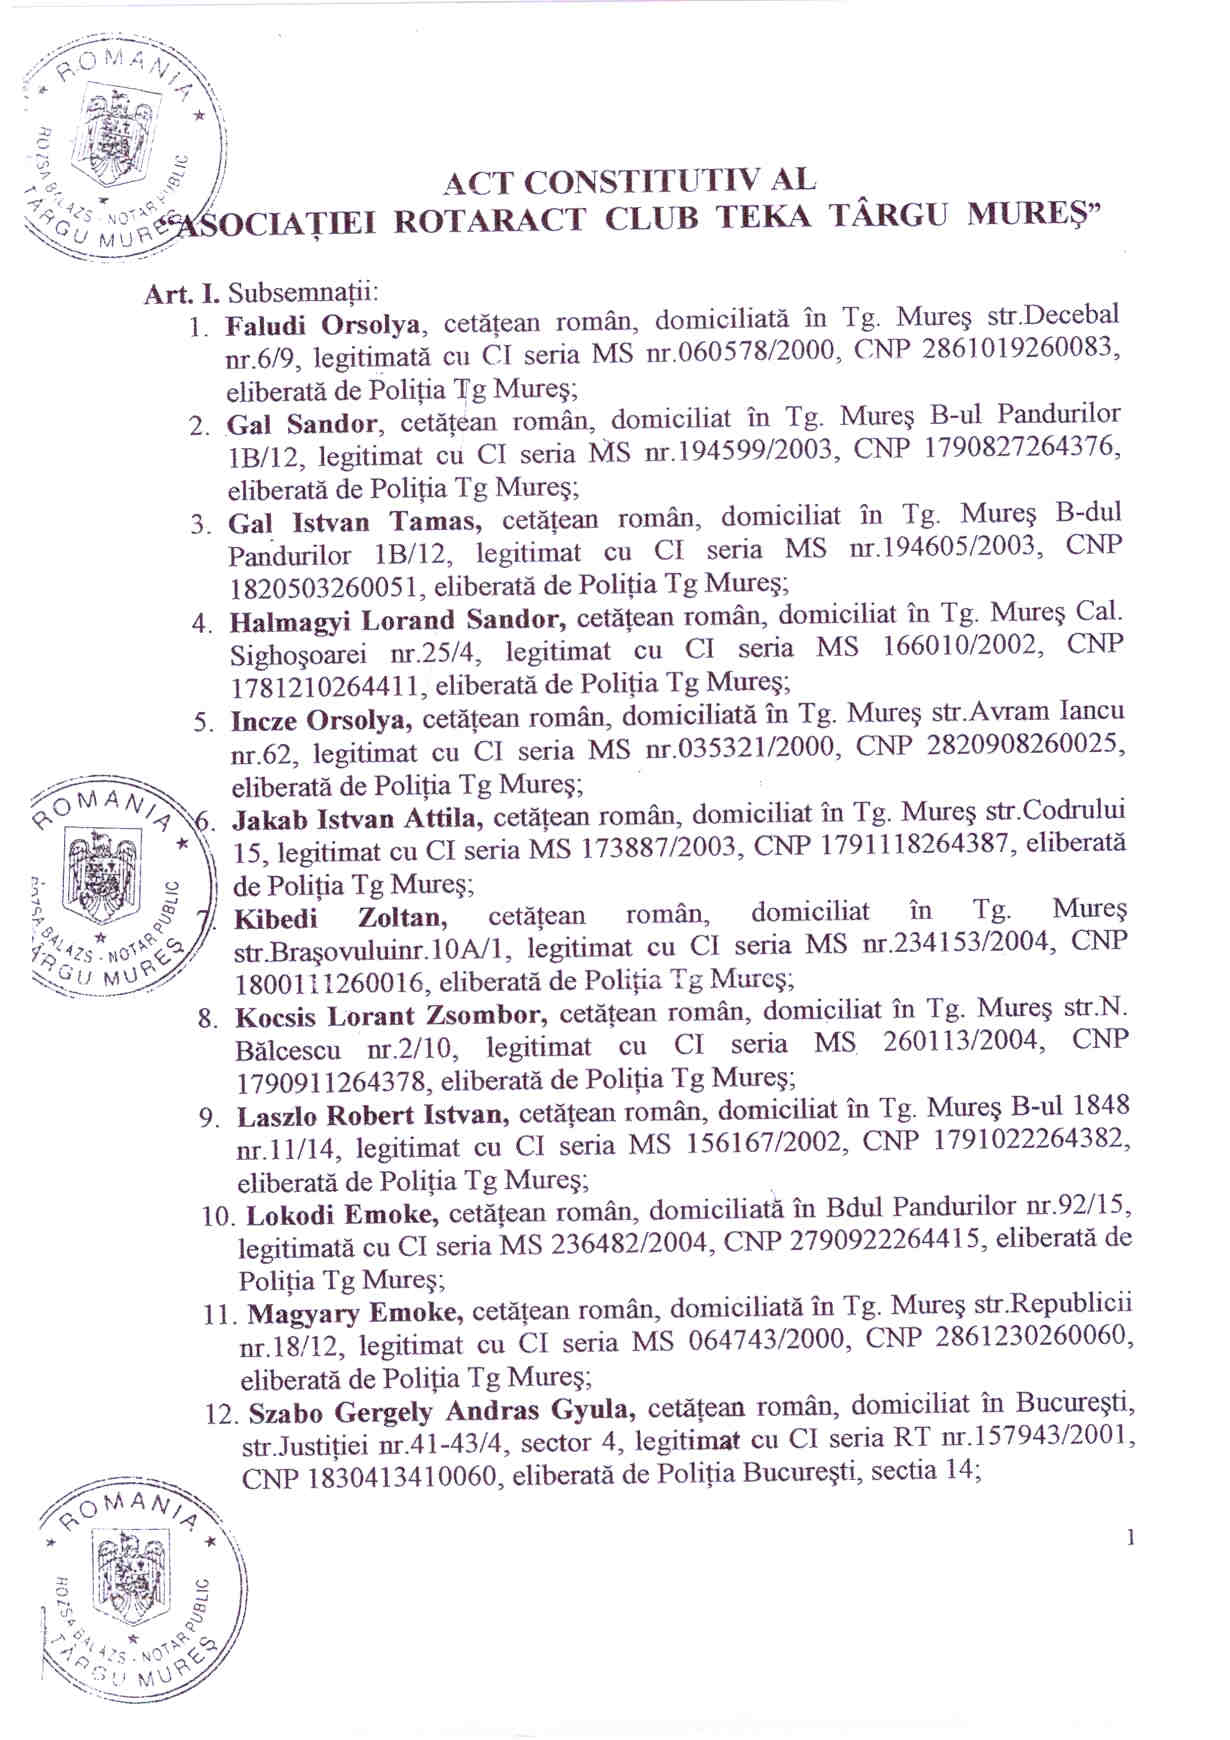 ROMANIA
ROZSA BALAZS - NOTAR PUBLIC
TÂRGU MUREŞ
ACT CONSTITUTIV AL
“ASOCIAŢIEI ROTARACT CLUB TEKA TÂRGU MUREŞ”
Art. I. Subsemnaţii:
1. Faludi Orsolya, cetăţean român, domiciliată în Tg. Mureş str.Decebal
nr.6/9, legitimată cu CI seria MS nr.060578/2000, CNP 2861019260083,
eliberată de Poliţia Tg Mureş;
2. Gal Sandor, cetăţean român, domiciliat în Tg. Mureş B-ul Pandurilor
1B/12, legitimat cu CI seria MS nr.194599/2003, CNP 1790827264376,
eliberată de Poliţia Tg Mureş;
3. Gal Istvan Tamas, cetăţean român, domiciliat în Tg. Mureş B-dul
Pandurilor 1B/12, legitimat cu CI seria MS nr.194605/2003, CNP
1820503260051, eliberată de Poliţia Tg Mureş;
4. Halmagyi Lorand Sandor, cetăţean român, domiciliat în Tg. Mureş Cal.
Sighoşoarei nr.25/4, legitimat cu CI seria MS 166010/2002, CNP
1781210264411, eliberată de Poliţia Tg Mureş;
5. Incze Orsolya, cetăţean român, domiciliată în Tg. Mureş str.Avram Iancu
nr.62, legitimat cu CI seria MS nr.035321/2000, CNP 2820908260025,
eliberată de Poliţia Tg Mureş;
6. Jakab Istvan Attila, cetăţean român, domiciliat în Tg. Mureş str.Codrului
15, legitimat cu CI seria MS 173887/2003, CNP 1791118264387, eliberată
de Poliţia Tg Mureş;
7. Kibedi Zoltan, cetăţean român, domiciliat în Tg. Mureş
str.Braşovuluinr.10A/1, legitimat cu CI seria MS nr.234153/2004, CNP
1800111260016, eliberată de Poliţia Tg Mureş;
8. Kocsis Lorant Zsombor, cetăţean român, domiciliat în Tg. Mureş str.N.
Bălcescu nr.2/10, legitimat cu CI seria MS 260113/2004, CNP
1790911264378, eliberată de Poliţia Tg Mureş;
9. Laszlo Robert Istvan, cetăţean român, domiciliat în Tg. Mureş B-ul 1848
nr.11/14, legitimat cu CI seria MS 156167/2002, CNP 1791022264382,
eliberată de Poliţia Tg Mureş;
10. Lokodi Emoke, cetăţean român, domiciliată în Bdul Pandurilor nr.92/15,
legitimată cu CI seria MS 236482/2004, CNP 2790922264415, eliberată de
Poliţia Tg Mureş;
11. Magyary Emoke, cetăţean român, domiciliată în Tg. Mureş str.Republicii
nr.18/12, legitimat cu CI seria MS 064743/2000, CNP 2861230260060,
eliberată de Poliţia Tg Mureş;
12. Szabo Gergely Andras Gyula, cetăţean român, domiciliat în Bucureşti,
str.Justiţiei nr.41-43/4, sector 4, legitimat cu CI seria RT nr.157943/2001,
CNP 1830413410060, eliberată de Poliţia Bucureşti, sectia 14;
1
ROMANIA
ROZSA BALAZS - NOTAR PUBLIC
TÂRGU MUREŞ
ROMANIA
ROZSA BALAZS - NOTAR PUBLIC
TÂRGU MUREŞ